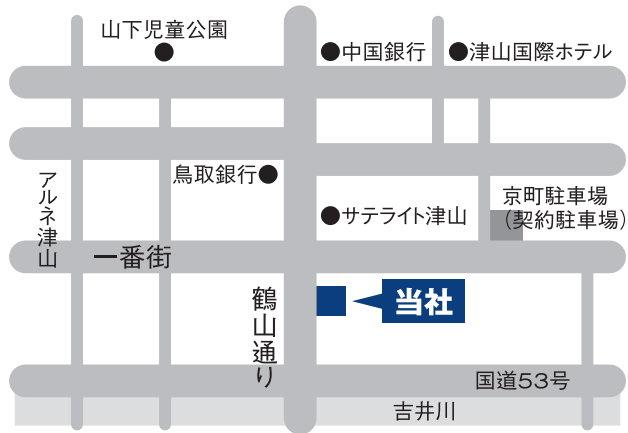 山下児童公園
中国銀行
津山国際ホテル
鳥取銀行
アルネ津山
サテライト津山
京町駐車場
（契約駐車場）
一番街
鶴山通り
当社
国道53号
吉井川